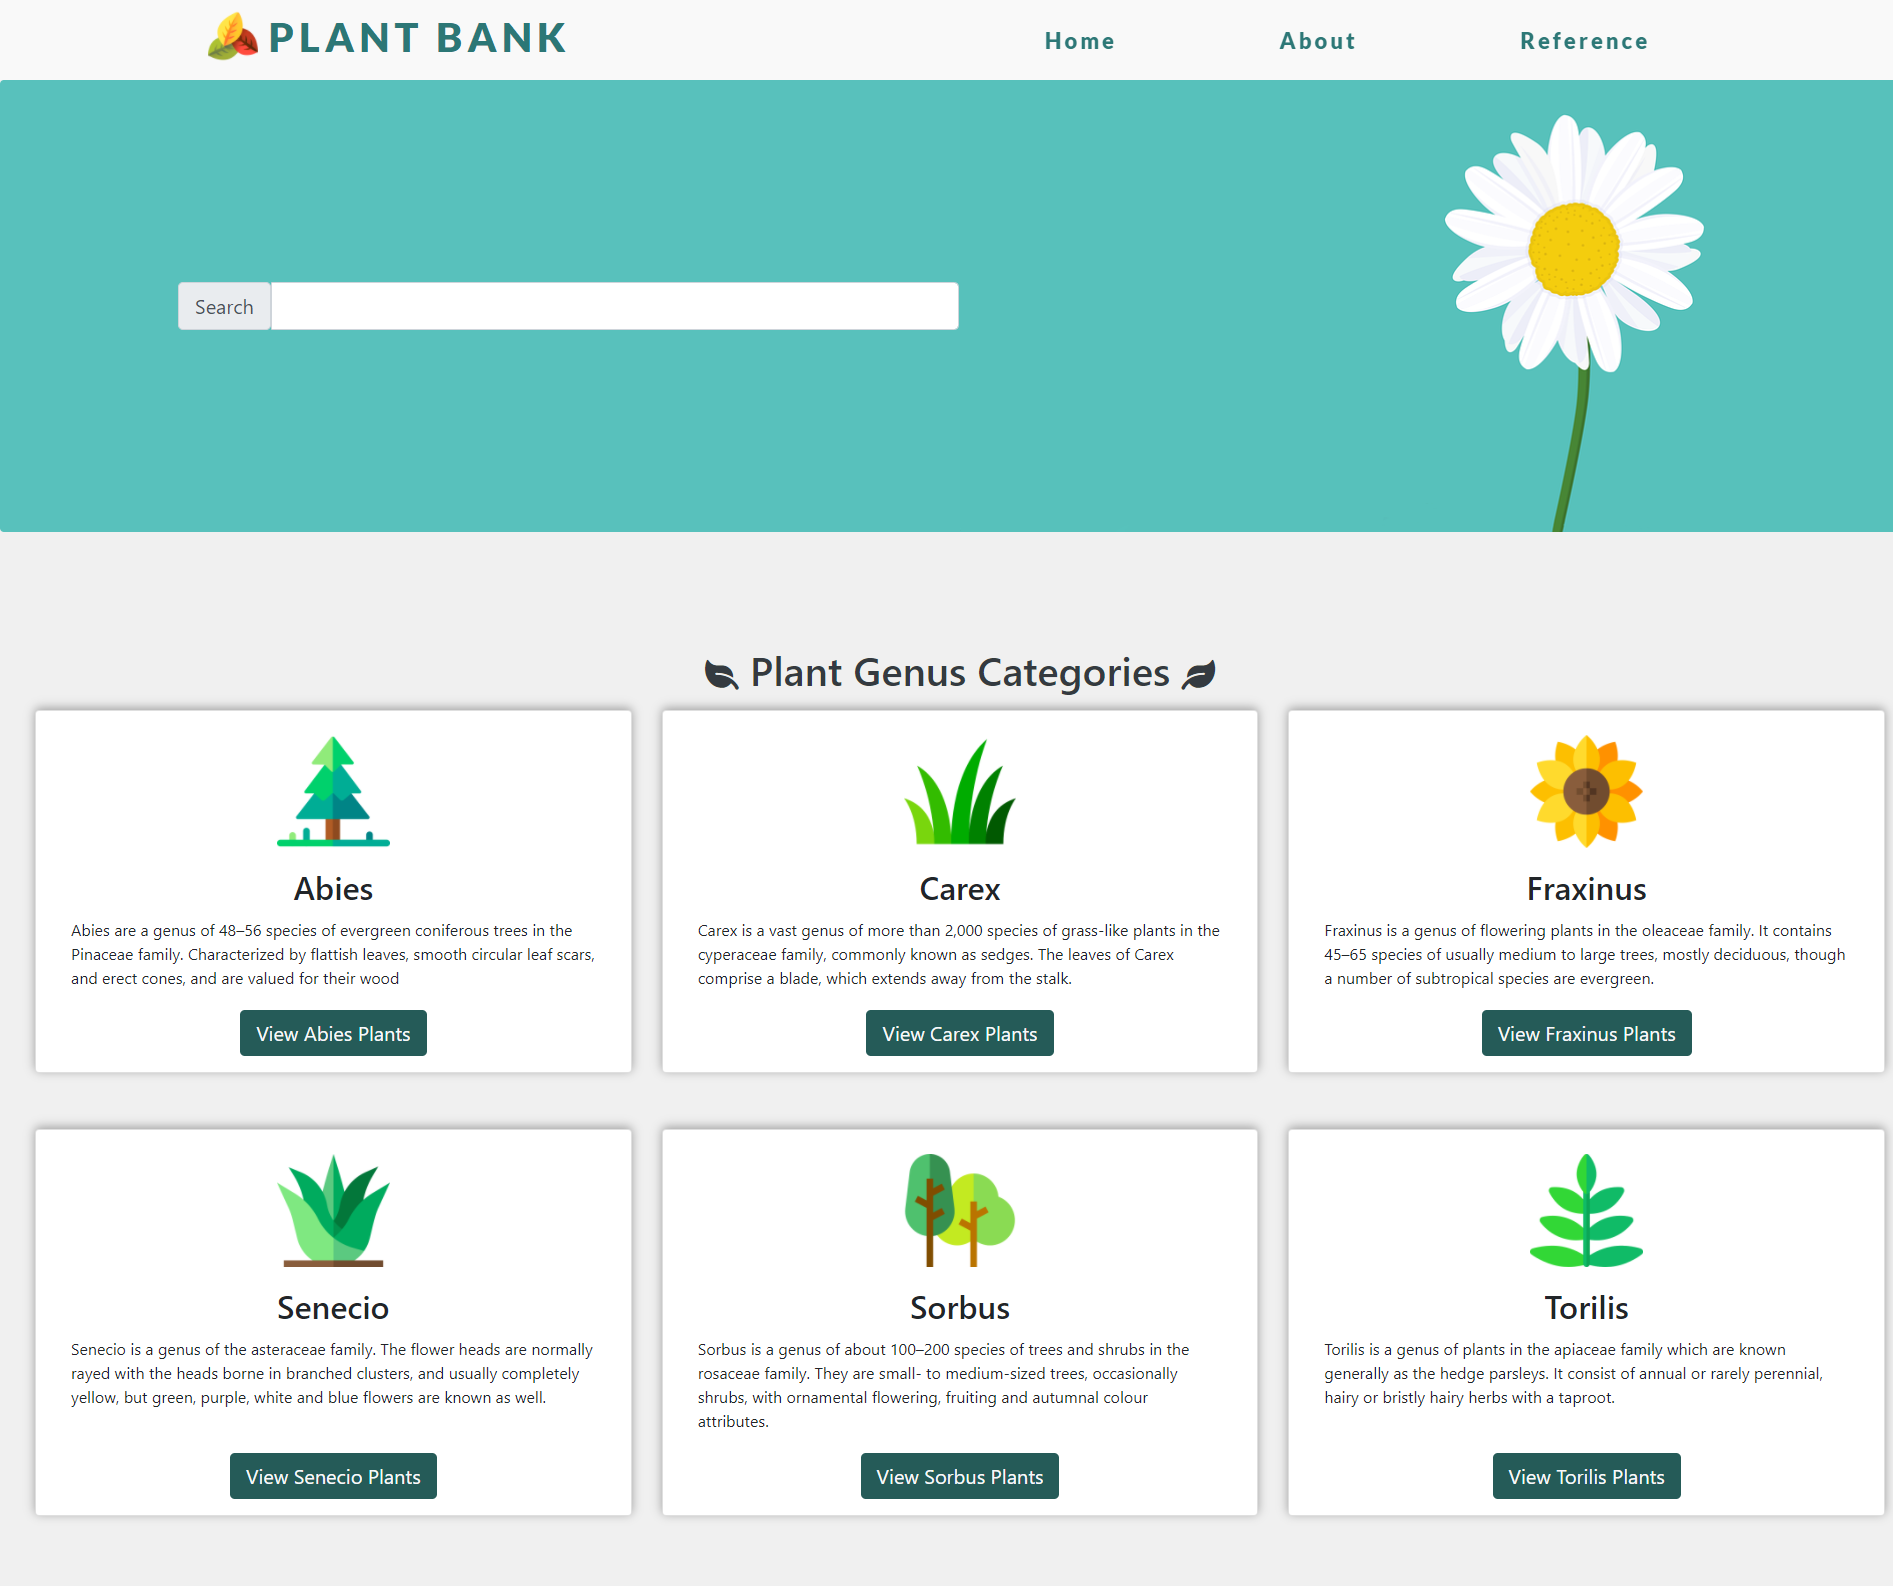 PLANT BANK
Home
About
Reference
Search
Plant Genus Categories
Abies
Abies are a genus of 48–56 species of evergreen coniferous trees in the
Pinaceae family. Characterized by flattish leaves, smooth circular leaf scars,
and erect cones, and are valued for their wood
View Abies Plants
Carex
Carex is a vast genus of more than 2,000 species of grass-like plants in the
cyperaceae family, commonly known as sedges. The leaves of Carex
comprise a blade, which extends away from the stalk.
View Carex Plants
Fraxinus
Fraxinus is a genus of flowering plants in the oleaceae family. It contains
45–65 species of usually medium to large trees, mostly deciduous, though
a number of subtropical species are evergreen.
View Fraxinus Plants
Senecio
Senecio is a genus of the asteraceae family. The flower heads are normally
rayed with the heads borne in branched clusters, and usually completely
yellow, but green, purple, white and blue flowers are known as well.
View Senecio Plants
Sorbus
Sorbus is a genus of about 100–200 species of trees and shrubs in the
rosaceae family. They are small- to medium-sized trees, occasionally
shrubs, with ornamental flowering, fruiting and autumnal colour
attributes.
View Sorbus Plants
Torilis
Torilis is a genus of plants in the apiaceae family which are known
generally as the hedge parsleys. It consist of annual or rarely perennial,
hairy or bristly hairy herbs with a taproot.
View Torilis Plants